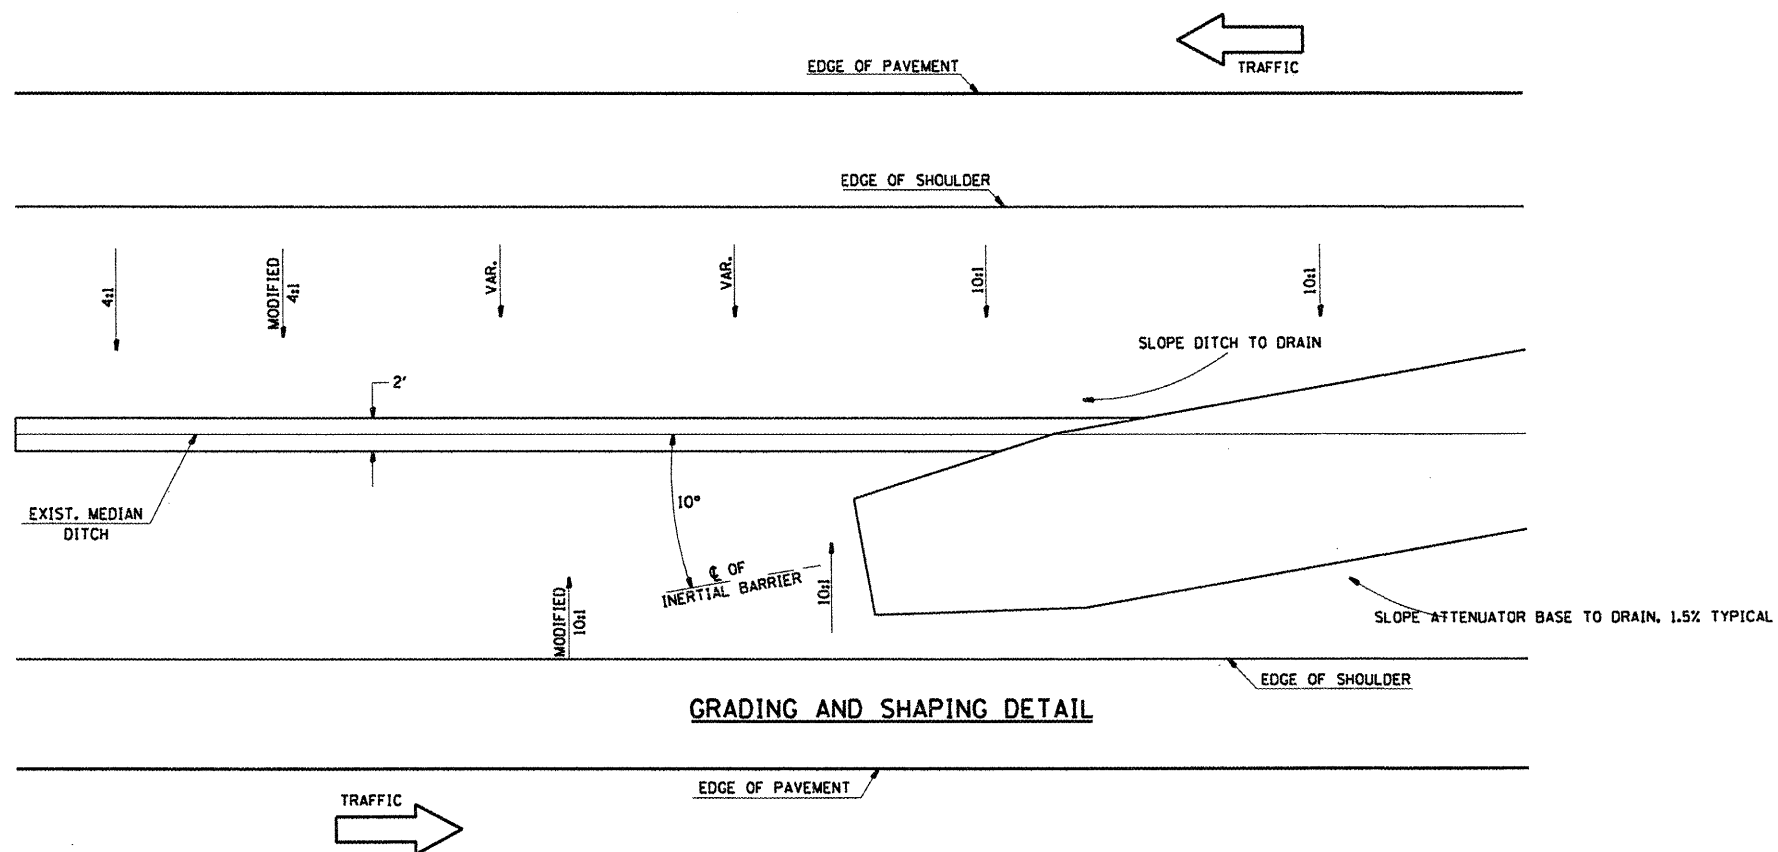 TRAFFIC
EDGE OF PAVEMENT
EDGE OF SHOULDER
4:1
MODIFIED
4:1
VAR.
VAR.
10:1
10:1
SLOPE DITCH TO DRAIN
2'
EXIST. MEDIAN
DITCH
10°
℄ OF
INERTIAL BARRIER
10:1
MODIFIED
10:1
SLOPE ATTENUATOR BASE TO DRAIN, 1.5% TYPICAL
EDGE OF SHOULDER
GRADING AND SHAPING DETAIL
EDGE OF PAVEMENT
TRAFFIC